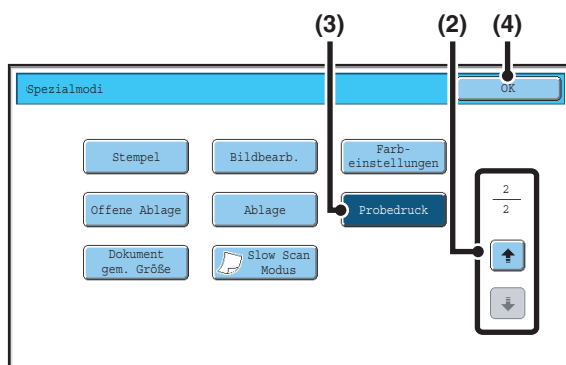 (3) (2) (4)
Spezialmodi OK
Stempel Bildbearb. Farb-
einstellungen
Offene Ablage Ablage Probedruck
2
2
Dokument
gem. Größe
Slow Scan
Modus